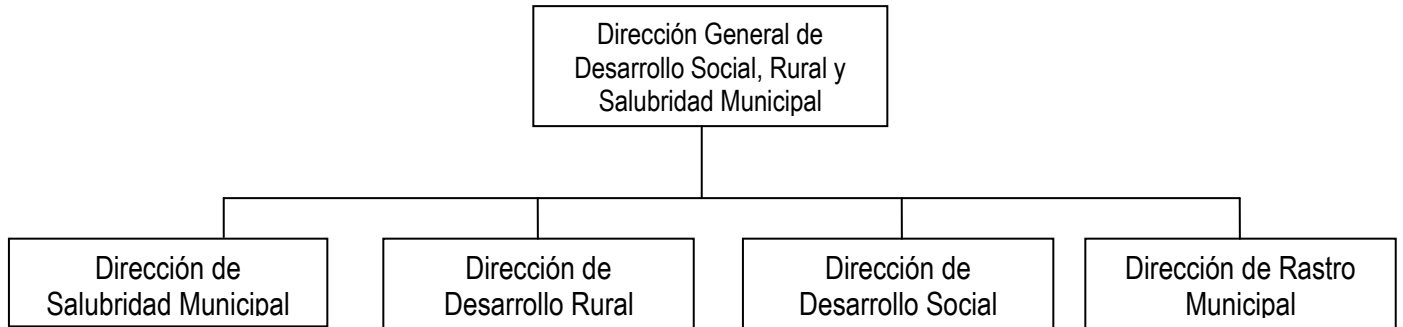 Dirección General de
Desarrollo Social, Rural y
Salubridad Municipal
Dirección de
Salubridad Municipal
Dirección de
Desarrollo Rural
Dirección de
Desarrollo Social
Dirección de Rastro
Municipal